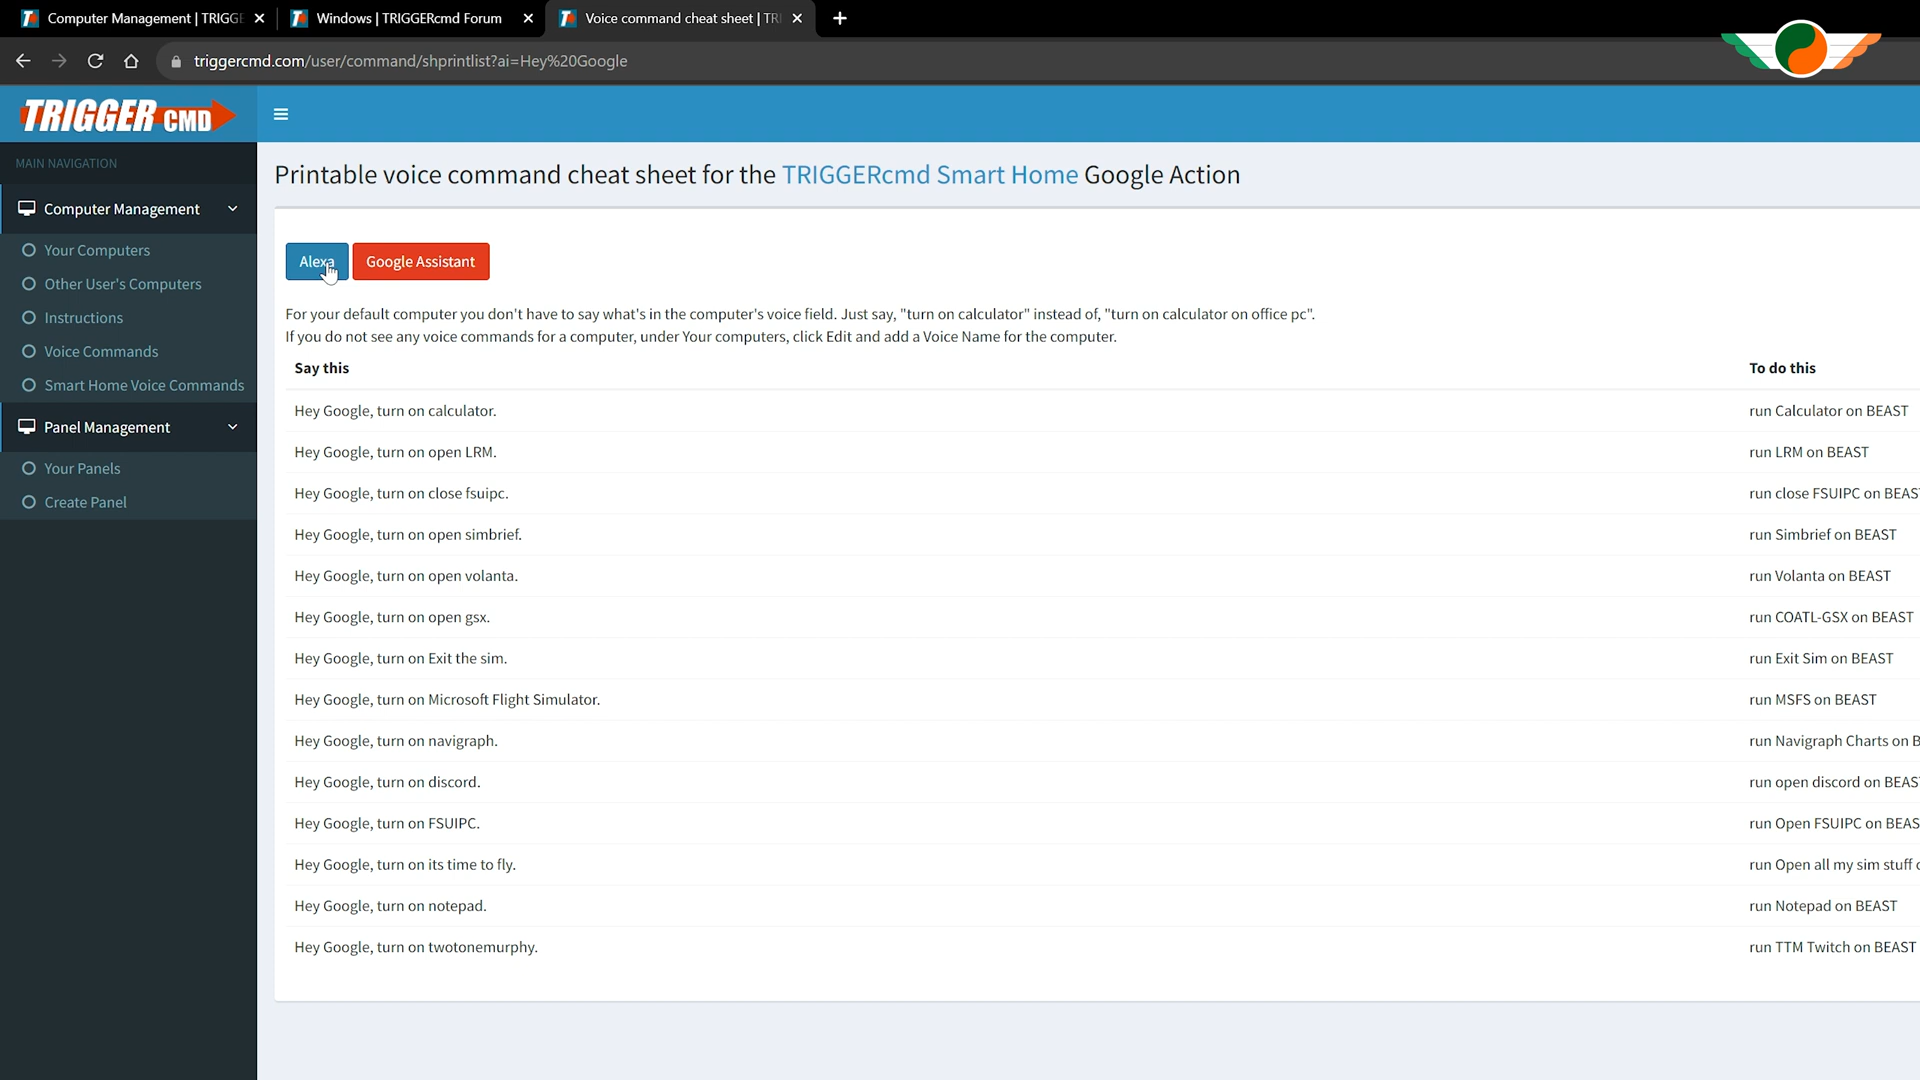 Computer Management | TRIGGE
Windows | TRIGGERcmd Forum
Voice command cheat sheet | TRI
triggercmd.com/user/command/shprintlist?ai=Hey%20Google
TRIGGER CMD
MAIN NAVIGATION
Computer Management
Your Computers
Other User's Computers
Instructions
Voice Commands
Smart Home Voice Commands
Panel Management
Your Panels
Create Panel
Printable voice command cheat sheet for the TRIGGERcmd Smart Home Google Action
Alexa
Google Assistant
For your default computer you don't have to say what's in the computer's voice field. Just say, "turn on calculator" instead of, "turn on calculator on office pc".
If you do not see any voice commands for a computer, under Your computers, click Edit and add a Voice Name for the computer.
Say this To do this
Hey Google, turn on calculator. run Calculator on BEAST
Hey Google, turn on open LRM. run LRM on BEAST
Hey Google, turn on close fsuipc. run close FSUIPC on BEAS
Hey Google, turn on open simbrief. run Simbrief on BEAST
Hey Google, turn on open volanta. run Volanta on BEAST
Hey Google, turn on open gsx. run COATL-GSX on BEAST
Hey Google, turn on Exit the sim. run Exit Sim on BEAST
Hey Google, turn on Microsoft Flight Simulator. run MSFS on BEAST
Hey Google, turn on navigraph. run Navigraph Charts on B
Hey Google, turn on discord. run open discord on BEAS
Hey Google, turn on FSUIPC. run Open FSUIPC on BEAS
Hey Google, turn on its time to fly. run Open all my sim stuff
Hey Google, turn on notepad. run Notepad on BEAST
Hey Google, turn on twotonemurphy. run TTM Twitch on BEAST